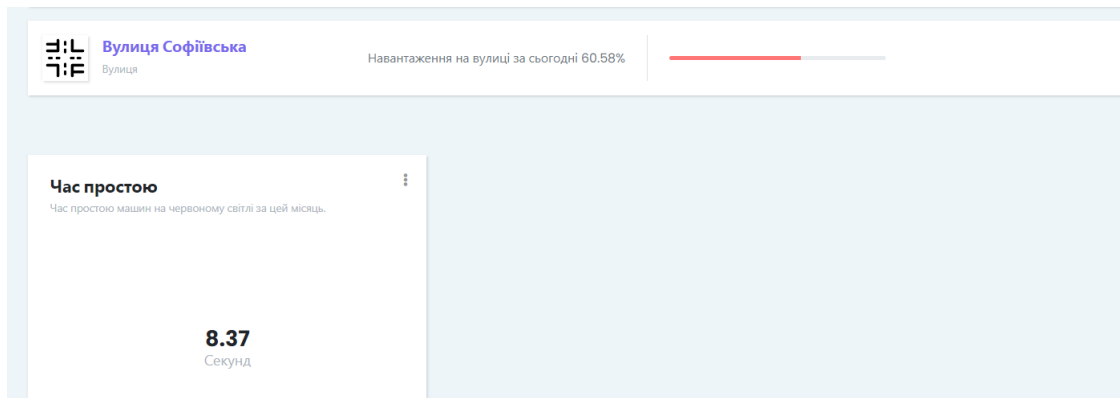 Вулиця Софіївська
Вулиця
Навантаження на вулиці за сьогодні 60.58%
Час простою
Час простою машин на червоному світлі за цей місяць.
8.37
Секунд